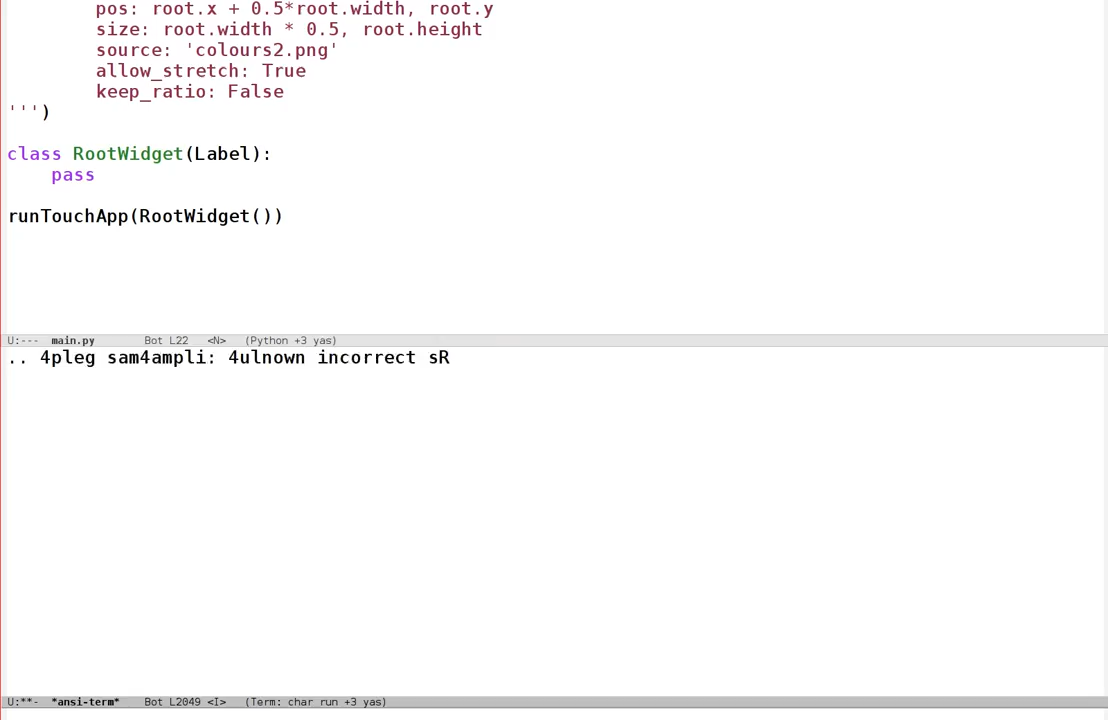 pos: root.x + 0.5*root.width, root.y
size: root.width * 0.5, root.height
source: 'colours2.png'
allow_stretch: True
keep_ratio: False
''')
class RootWidget(Label):
pass
runTouchApp(RootWidget())
U:--- main.py Bot L22 <N> (Python +3 yas)
.. 4pleg sam4ampli: 4ulnown incorrect sR
U:**- *ansi-term* Bot L2049 <I> (Term: char run +3 yas)